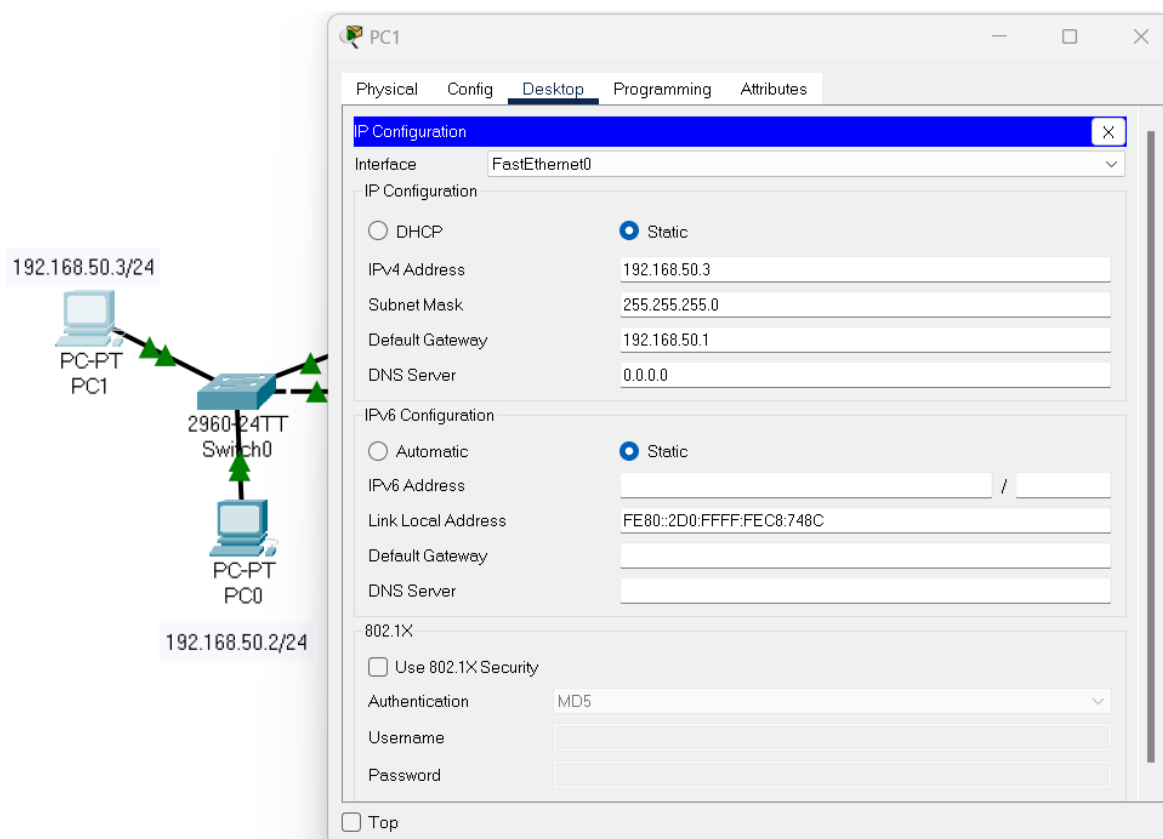 PC1
Physical Config Desktop Programming Attributes
IP Configuration X
Interface FastEthernet0
IP Configuration
DHCP Static
IPv4 Address 192.168.50.3
Subnet Mask 255.255.255.0
Default Gateway 192.168.50.1
DNS Server 0.0.0.0
IPv6 Configuration
Automatic Static
IPv6 Address /
Link Local Address FE80::2D0:FFFF:FEC8:748C
Default Gateway
DNS Server
802.1X
Use 802.1X Security
Authentication MD5
Username
Password
Top
192.168.50.3/24
PC-PT
PC1
2960-24TT
Switch0
PC-PT
PC0
192.168.50.2/24